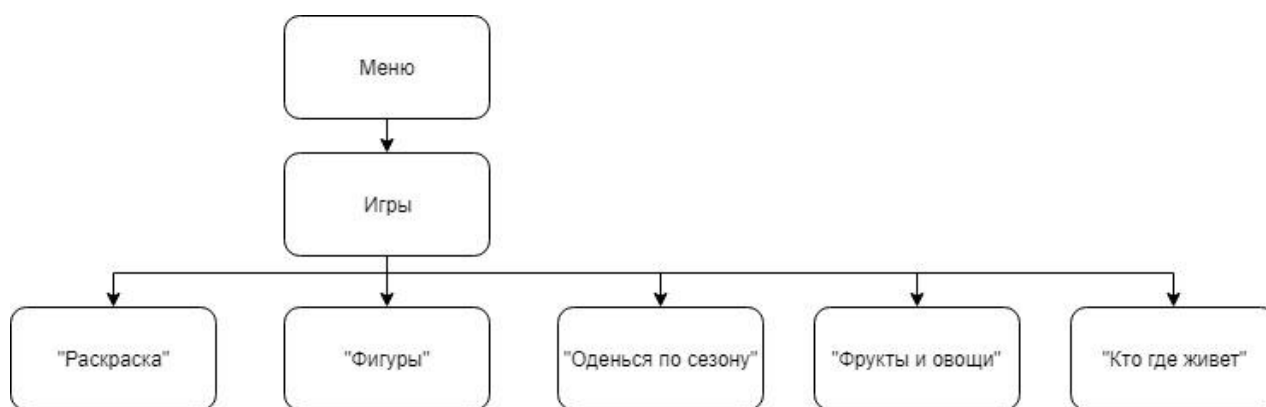 Меню
Игры
"Раскраска"
"Фигуры"
"Оденься по сезону"
"Фрукты и овощи"
"Кто где живет"